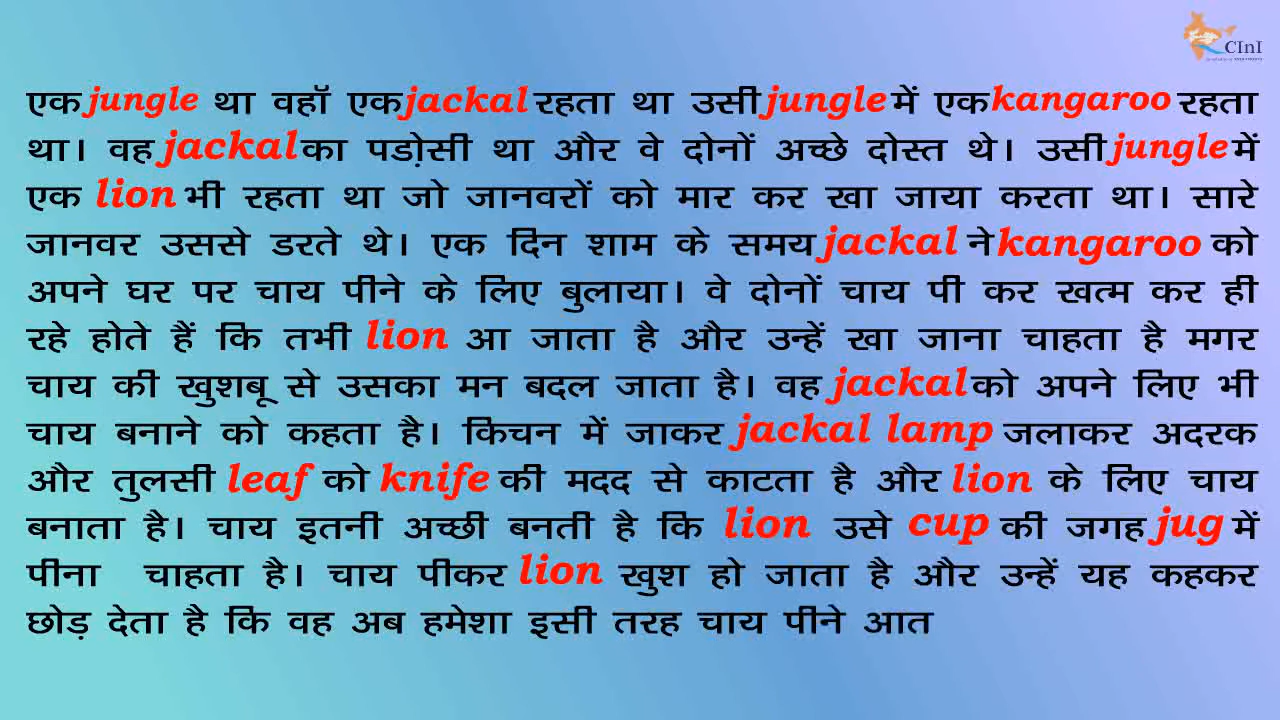 CInI
एक jungle था वहॉ एक jackal रहता था उसी jungle में एक kangaroo रहता
था। वह jackal का पडो़सी था और वे दोनों अच्छे दोस्त थे। उसी jungle में
एक lion भी रहता था जो जानवरों को मार कर खा जाया करता था। सारे
जानवर उससे डरते थे। एक दिन शाम के समय jackal ने kangaroo को
अपने घर पर चाय पीने के लिए बुलाया। वे दोनों चाय पी कर खत्म कर ही
रहे होते हैं कि तभी lion आ जाता है और उन्हें खा जाना चाहता है मगर
चाय की खुशबू से उसका मन बदल जाता है। वह jackal को अपने लिए भी
चाय बनाने को कहता है। किचन में जाकर jackal lamp जलाकर अदरक
और तुलसी leaf को knife की मदद से काटता है और lion के लिए चाय
बनाता है। चाय इतनी अच्छी बनती है कि lion उसे cup की जगह jug में
पीना चाहता है। चाय पीकर lion खुश हो जाता है और उन्हें यह कहकर
छोड़ देता है कि वह अब हमेशा इसी तरह चाय पीने आत